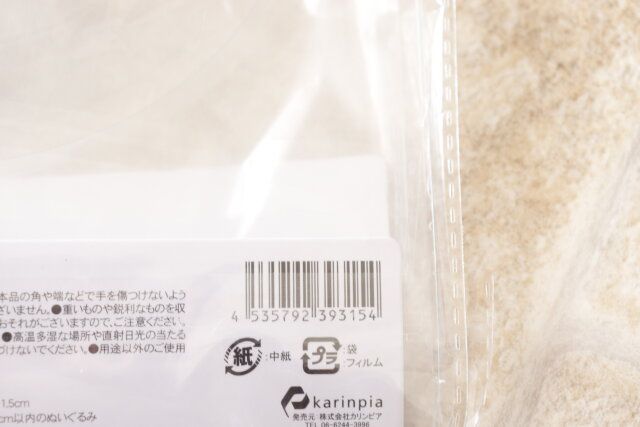 本品の角や端などで手を傷つけないよう
ざいません。●重いものや鋭利なものを収
おそれがございますので、ご注意ください。
●高温多湿な場所や直射日光の当たる
づけないでください。●用途以外のご使用
4 535792 393154
紙 :中紙
プラ :袋
フィルム
1.5cm
cm以内のぬいぐるみ
karinpia
発売元:株式会社カリンピア
TEL 06-6244-3896